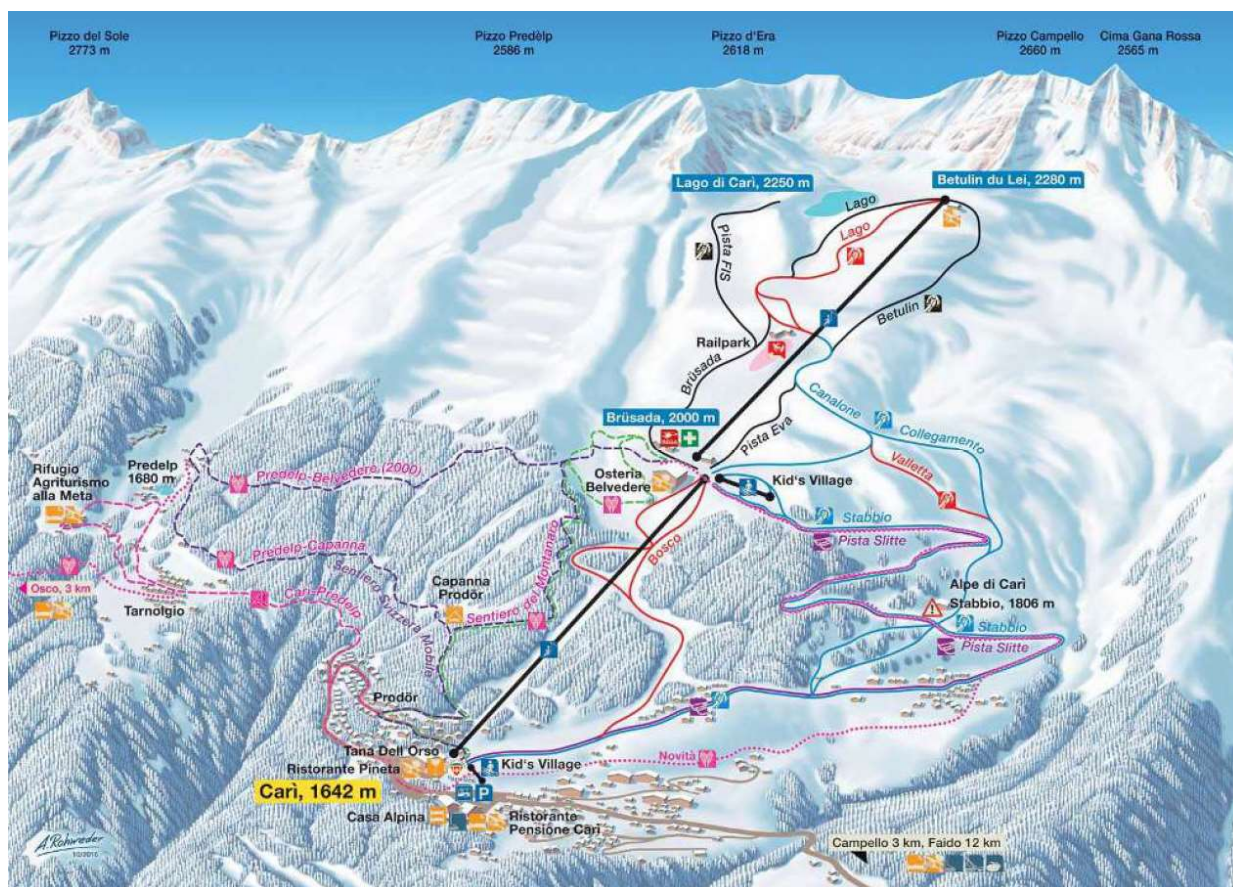 Pizzo del Sole
2773 m
Pizzo Predèlp
2586 m
Pizzo d'Era
2618 m
Pizzo Campello
2660 m
Cima Gana Rossa
2565 m
Lago di Carì, 2250 m
Betulin du Lei, 2280 m
Lago
Lago
Pista FIS
Betulin
Railpark
Brüsada
Canalone
Collegamento
Brüsada, 2000 m
Pista Eva
Valletta
Rifugio
Agriturismo
alla Meta
Predelp
1680 m
Predelp-Belvedere (2000)
Osteria
Belvedere
Kid's Village
Stabbio
Pista Slitte
Bosco
Predelp-Capanna
Sentiero Svizzera Mobile
Capanna
Prodör
Sentiero del Montanaro
Alpe di Carì
Stabbio, 1806 m
Stabbio
Pista Slitte
Osco, 3 km
Tarnolgio
Carì-Predelp
Prodör
Tana Dell Orso
Novità
Ristorante Pineta
Kid's Village
Carì, 1642 m
P
Casa Alpina
Ristorante
Pensione Carì
Campello 3 km, Faido 12 km
A. Rohweder
10/2016